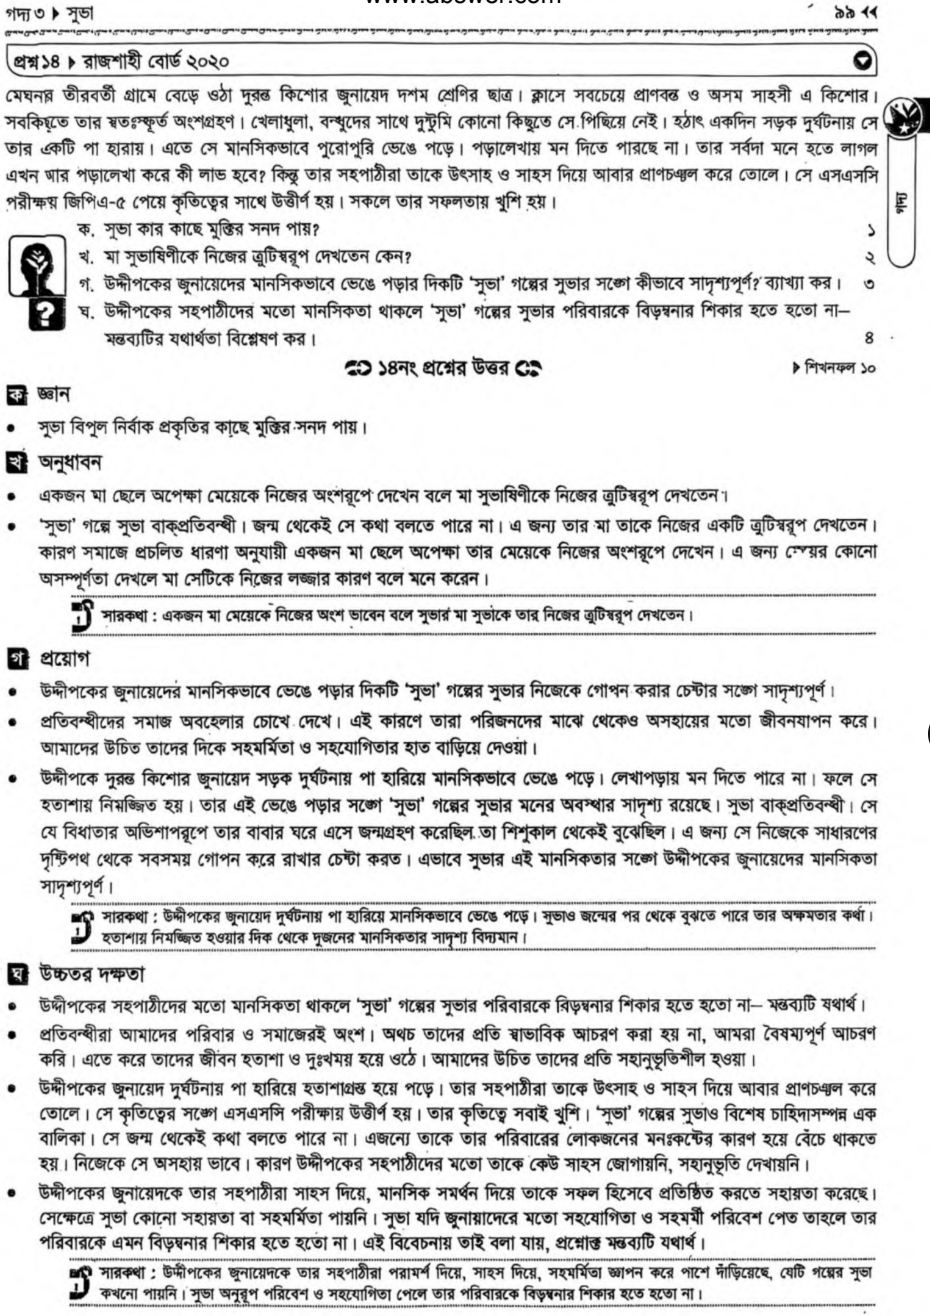 www.abswer.com
গদ্য ৩ ▶ সুভা ৯৯ ◀◀
প্রশ্ন ১৪ ▶ রাজশাহী বোর্ড ২০২০
মেঘনার তীরবর্তী গ্রামে বেড়ে ওঠা দুরন্ত কিশোর জুনায়েদ দশম শ্রেণির ছাত্র। ক্লাসে সবচেয়ে প্রাণবন্ত ও অসম সাহসী এ কিশোর।
সবকিছুতে তার স্বতঃস্ফূর্ত অংশগ্রহণ। খেলাধুলা, বন্ধুদের সাথে দুষ্টুমি কোনো কিছুতে সে পিছিয়ে নেই। হঠাৎ একদিন সড়ক দুর্ঘটনায় সে
তার একটি পা হারায়। এতে সে মানসিকভাবে পুরোপুরি ভেঙে পড়ে। পড়ালেখায় মন দিতে পারছে না। তার সর্বদা মনে হতে লাগল
এখন আর পড়ালেখা করে কী লাভ হবে? কিন্তু তার সহপাঠীরা তাকে উৎসাহ ও সাহস দিয়ে আবার প্রাণচঞ্চল করে তোলে। সে এসএসসি
পরীক্ষায় জিপিএ-৫ পেয়ে কৃতিত্বের সাথে উত্তীর্ণ হয়। সকলে তার সফলতায় খুশি হয়।
গদ্য
ক. সুভা কার কাছে মুক্তির সনদ পায়? ১
খ. মা সুভাষিণীকে নিজের ত্রুটিস্বরূপ দেখতেন কেন? ২
গ. উদ্দীপকের জুনায়েদের মানসিকভাবে ভেঙে পড়ার দিকটি ‘সুভা’ গল্পের সুভার সঙ্গে কীভাবে সাদৃশ্যপূর্ণ? ব্যাখ্যা কর। ৩
ঘ. উদ্দীপকের সহপাঠীদের মতো মানসিকতা থাকলে ‘সুভা’ গল্পের সুভার পরিবারকে বিড়ম্বনার শিকার হতে হতো না—
মন্তব্যটির যথার্থতা বিশ্লেষণ কর। ৪
১৪নং প্রশ্নের উত্তর ▶ শিখনফল ১০
ক জ্ঞান
• সুভা বিপুল নির্বাক প্রকৃতির কাছে মুক্তির সনদ পায়।
খ অনুধাবন
• একজন মা ছেলে অপেক্ষা মেয়েকে নিজের অংশরূপে দেখেন বলে মা সুভাষিণীকে নিজের ত্রুটিস্বরূপ দেখতেন।
• ‘সুভা’ গল্পে সুভা বাক্‌প্রতিবন্ধী। জন্ম থেকেই সে কথা বলতে পারে না। এ জন্য তার মা তাকে নিজের একটি ত্রুটিস্বরূপ দেখতেন।
কারণ সমাজে প্রচলিত ধারণা অনুযায়ী একজন মা ছেলে অপেক্ষা তার মেয়েকে নিজের অংশরূপে দেখেন। এ জন্য মেয়ের কোনো
অসম্পূর্ণতা দেখলে মা সেটিকে নিজের লজ্জার কারণ বলে মনে করেন।
সারকথা : একজন মা মেয়েকে নিজের অংশ ভাবেন বলে সুভার মা সুভাকে তার নিজের ত্রুটিস্বরূপ দেখতেন।
গ প্রয়োগ
• উদ্দীপকের জুনায়েদের মানসিকভাবে ভেঙে পড়ার দিকটি ‘সুভা’ গল্পের সুভার নিজেকে গোপন করার চেষ্টার সঙ্গে সাদৃশ্যপূর্ণ।
• প্রতিবন্ধীদের সমাজ অবহেলার চোখে দেখে। এই কারণে তারা পরিজনদের মাঝে থেকেও অসহায়ের মতো জীবনযাপন করে।
আমাদের উচিত তাদের দিকে সহমর্মিতা ও সহযোগিতার হাত বাড়িয়ে দেওয়া।
• উদ্দীপকে দুরন্ত কিশোর জুনায়েদ সড়ক দুর্ঘটনায় পা হারিয়ে মানসিকভাবে ভেঙে পড়ে। লেখাপড়ায় মন দিতে পারে না। ফলে সে
হতাশায় নিমজ্জিত হয়। তার এই ভেঙে পড়ার সঙ্গে ‘সুভা’ গল্পের সুভার মনের অবস্থার সাদৃশ্য রয়েছে। সুভা বাক্‌প্রতিবন্ধী। সে
যে বিধাতার অভিশাপরূপে তার বাবার ঘরে এসে জন্মগ্রহণ করেছিল তা শিশুকাল থেকেই বুঝেছিল। এ জন্য সে নিজেকে সাধারণের
দৃষ্টিপথ থেকে সবসময় গোপন করে রাখার চেষ্টা করত। এভাবে সুভার এই মানসিকতার সঙ্গে উদ্দীপকের জুনায়েদের মানসিকতা
সাদৃশ্যপূর্ণ।
সারকথা : উদ্দীপকের জুনায়েদ দুর্ঘটনায় পা হারিয়ে মানসিকভাবে ভেঙে পড়ে। সুভাও জন্মের পর থেকে বুঝতে পারে তার অক্ষমতার কথা।
হতাশায় নিমজ্জিত হওয়ার দিক থেকে দুজনের মানসিকতার সাদৃশ্য বিদ্যমান।
ঘ উচ্চতর দক্ষতা
• উদ্দীপকের সহপাঠীদের মতো মানসিকতা থাকলে ‘সুভা’ গল্পের সুভার পরিবারকে বিড়ম্বনার শিকার হতে হতো না— মন্তব্যটি যথার্থ।
• প্রতিবন্ধীরা আমাদের পরিবার ও সমাজেরই অংশ। অথচ তাদের প্রতি স্বাভাবিক আচরণ করা হয় না, আমরা বৈষম্যপূর্ণ আচরণ
করি। এতে করে তাদের জীবন হতাশা ও দুঃখময় হয়ে ওঠে। আমাদের উচিত তাদের প্রতি সহানুভূতিশীল হওয়া।
• উদ্দীপকের জুনায়েদ দুর্ঘটনায় পা হারিয়ে হতাশাগ্রস্ত হয়ে পড়ে। তার সহপাঠীরা তাকে উৎসাহ ও সাহস দিয়ে আবার প্রাণচঞ্চল করে
তোলে। সে কৃতিত্বের সঙ্গে এসএসসি পরীক্ষায় উত্তীর্ণ হয়। তার কৃতিত্বে সবাই খুশি। ‘সুভা’ গল্পের সুভাও বিশেষ চাহিদাসম্পন্ন এক
বালিকা। সে জন্ম থেকেই কথা বলতে পারে না। এজন্যে তাকে তার পরিবারের লোকজনের মনঃকষ্টের কারণ হয়ে বেঁচে থাকতে
হয়। নিজেকে সে অসহায় ভাবে। কারণ উদ্দীপকের সহপাঠীদের মতো তাকে কেউ সাহস জোগায়নি, সহানুভূতি দেখায়নি।
• উদ্দীপকের জুনায়েদকে তার সহপাঠীরা সাহস দিয়ে, মানসিক সমর্থন দিয়ে তাকে সফল হিসেবে প্রতিষ্ঠিত করতে সহায়তা করেছে।
সেক্ষেত্রে সুভা কোনো সহায়তা বা সহমর্মিতা পায়নি। সুভা যদি জুনায়াদেরে মতো সহযোগিতা ও সহমর্মী পরিবেশ পেত তাহলে তার
পরিবারকে এমন বিড়ম্বনার শিকার হতে হতো না। এই বিবেচনায় তাই বলা যায়, প্রশ্নোক্ত মন্তব্যটি যথার্থ।
সারকথা : উদ্দীপকের জুনায়েদকে তার সহপাঠীরা পরামর্শ দিয়ে, সাহস দিয়ে, সহমর্মিতা জ্ঞাপন করে পাশে দাঁড়িয়েছে, যেটি গল্পের সুভা
কখনো পায়নি। সুভা অনুরূপ পরিবেশ ও সহযোগিতা পেলে তার পরিবারকে বিড়ম্বনার শিকার হতে হতো না।